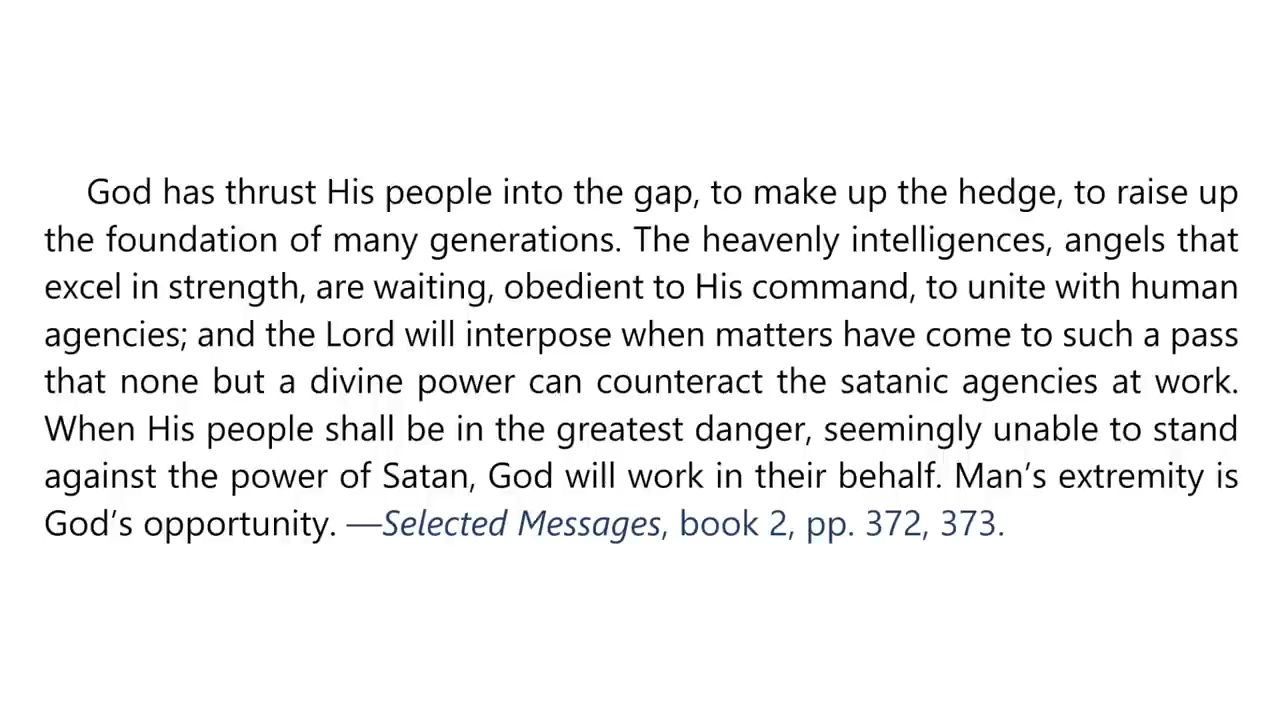 God has thrust His people into the gap, to make up the hedge, to raise up
the foundation of many generations. The heavenly intelligences, angels that
excel in strength, are waiting, obedient to His command, to unite with human
agencies; and the Lord will interpose when matters have come to such a pass
that none but a divine power can counteract the satanic agencies at work.
When His people shall be in the greatest danger, seemingly unable to stand
against the power of Satan, God will work in their behalf. Man’s extremity is
God’s opportunity. —Selected Messages, book 2, pp. 372, 373.